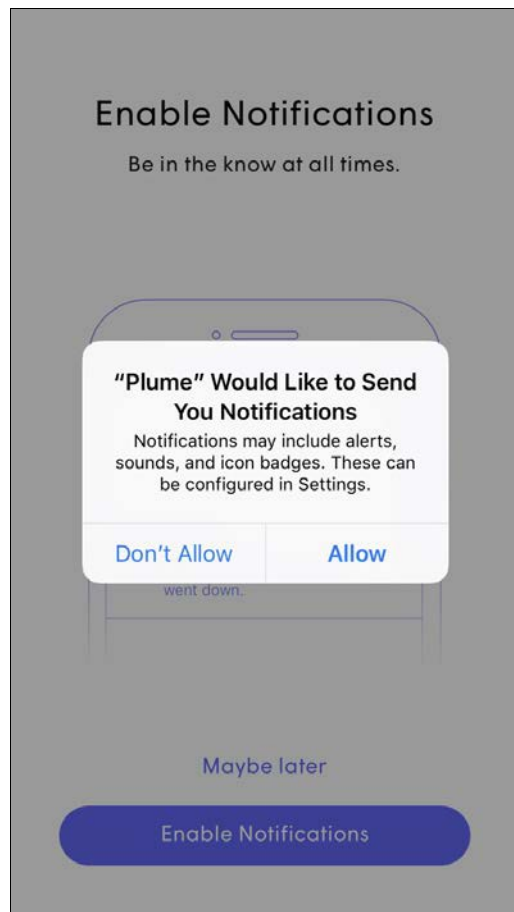 Enable Notifications
Be in the know at all times.
“Plume” Would Like to Send
You Notifications
Notifications may include alerts,
sounds, and icon badges. These can
be configured in Settings.
Don’t Allow
Allow
went down.
Maybe later
Enable Notifications